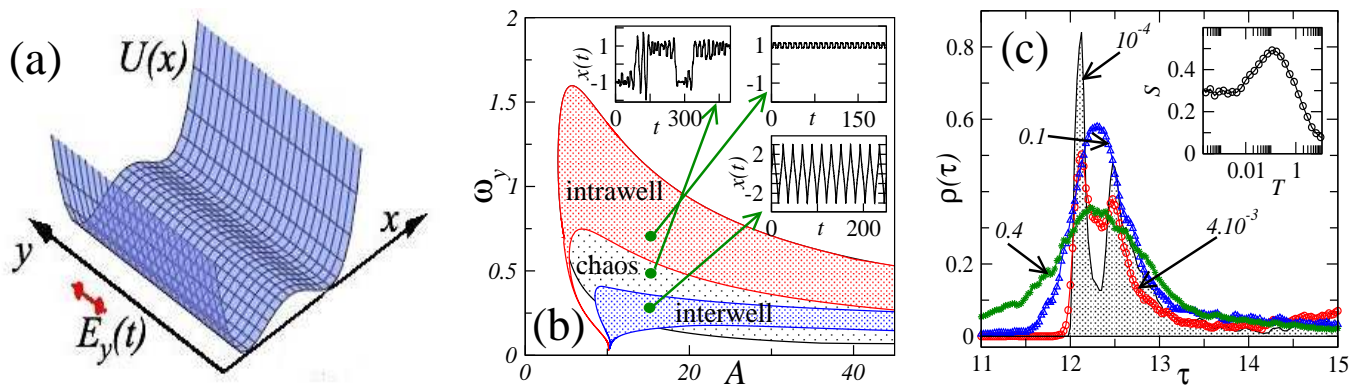 (a)
U(x)
y
x
E_y(t)
2
1.5
1
0.5
0
ω_y
0
20
40
A
(b)
intrawell
chaos
interwell
x(t)
1
-1
0
300
t
1
-1
0
150
t
x(t)
2
-2
0
200
t
(c)
0.8
0.6
0.4
0.2
0
ρ(τ)
11
12
13
14
15
τ
10^-4
0.1
0.4
4.10^-3
S
0.4
0.2
0
0.01
1
T